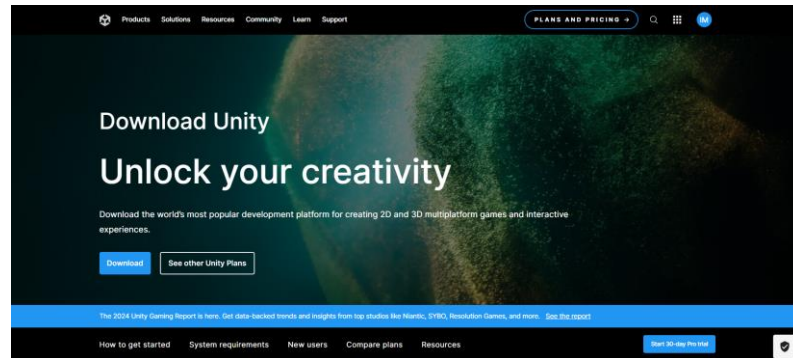 Products Solutions Resources Community Learn Support PLANS AND PRICING → IM
Download Unity
Unlock your creativity
Download the world's most popular development platform for creating 2D and 3D multiplatform games and interactive
experiences.
Download See other Unity Plans
The 2024 Unity Gaming Report is here. Get data-backed trends and insights from top studios like Niantic, SYBO, Resolution Games, and more. See the report
How to get started System requirements New users Compare plans Resources Start 30-day Pro trial